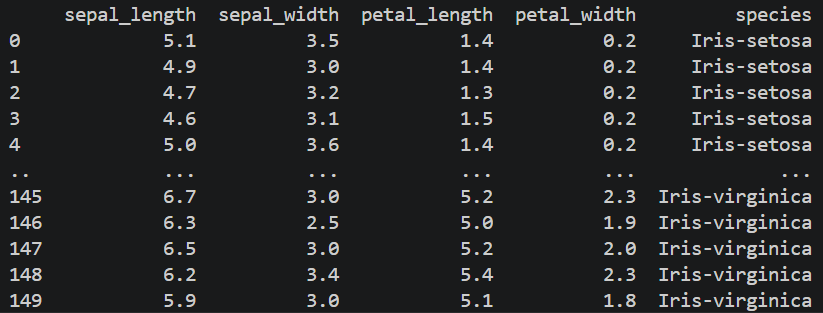 sepal_length sepal_width petal_length petal_width species
0 5.1 3.5 1.4 0.2 Iris-setosa
1 4.9 3.0 1.4 0.2 Iris-setosa
2 4.7 3.2 1.3 0.2 Iris-setosa
3 4.6 3.1 1.5 0.2 Iris-setosa
4 5.0 3.6 1.4 0.2 Iris-setosa
.. ... ... ... ... ...
145 6.7 3.0 5.2 2.3 Iris-virginica
146 6.3 2.5 5.0 1.9 Iris-virginica
147 6.5 3.0 5.2 2.0 Iris-virginica
148 6.2 3.4 5.4 2.3 Iris-virginica
149 5.9 3.0 5.1 1.8 Iris-virginica